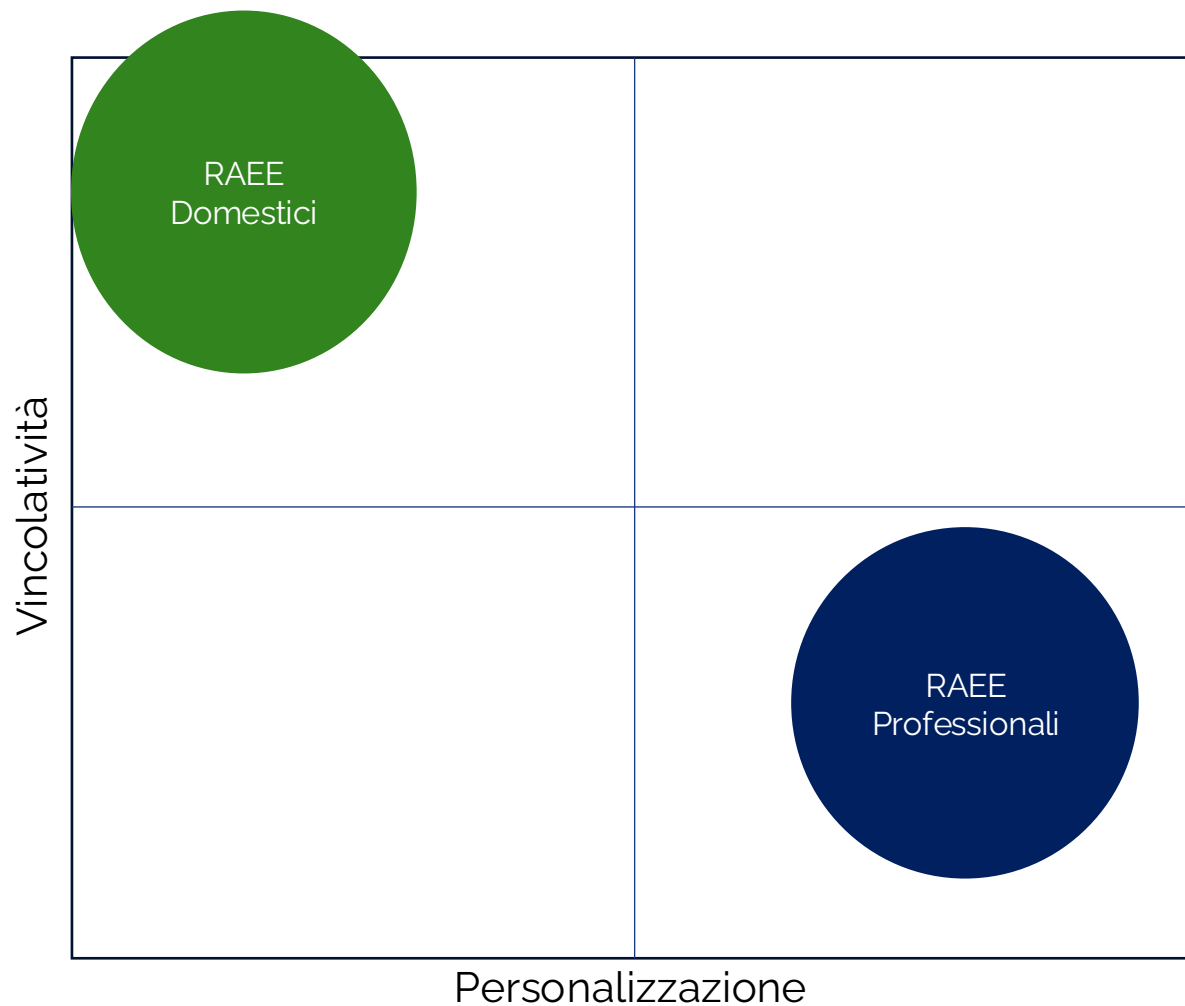 RAEE
Domestici
Vincolatività
RAEE
Professionali
Personalizzazione